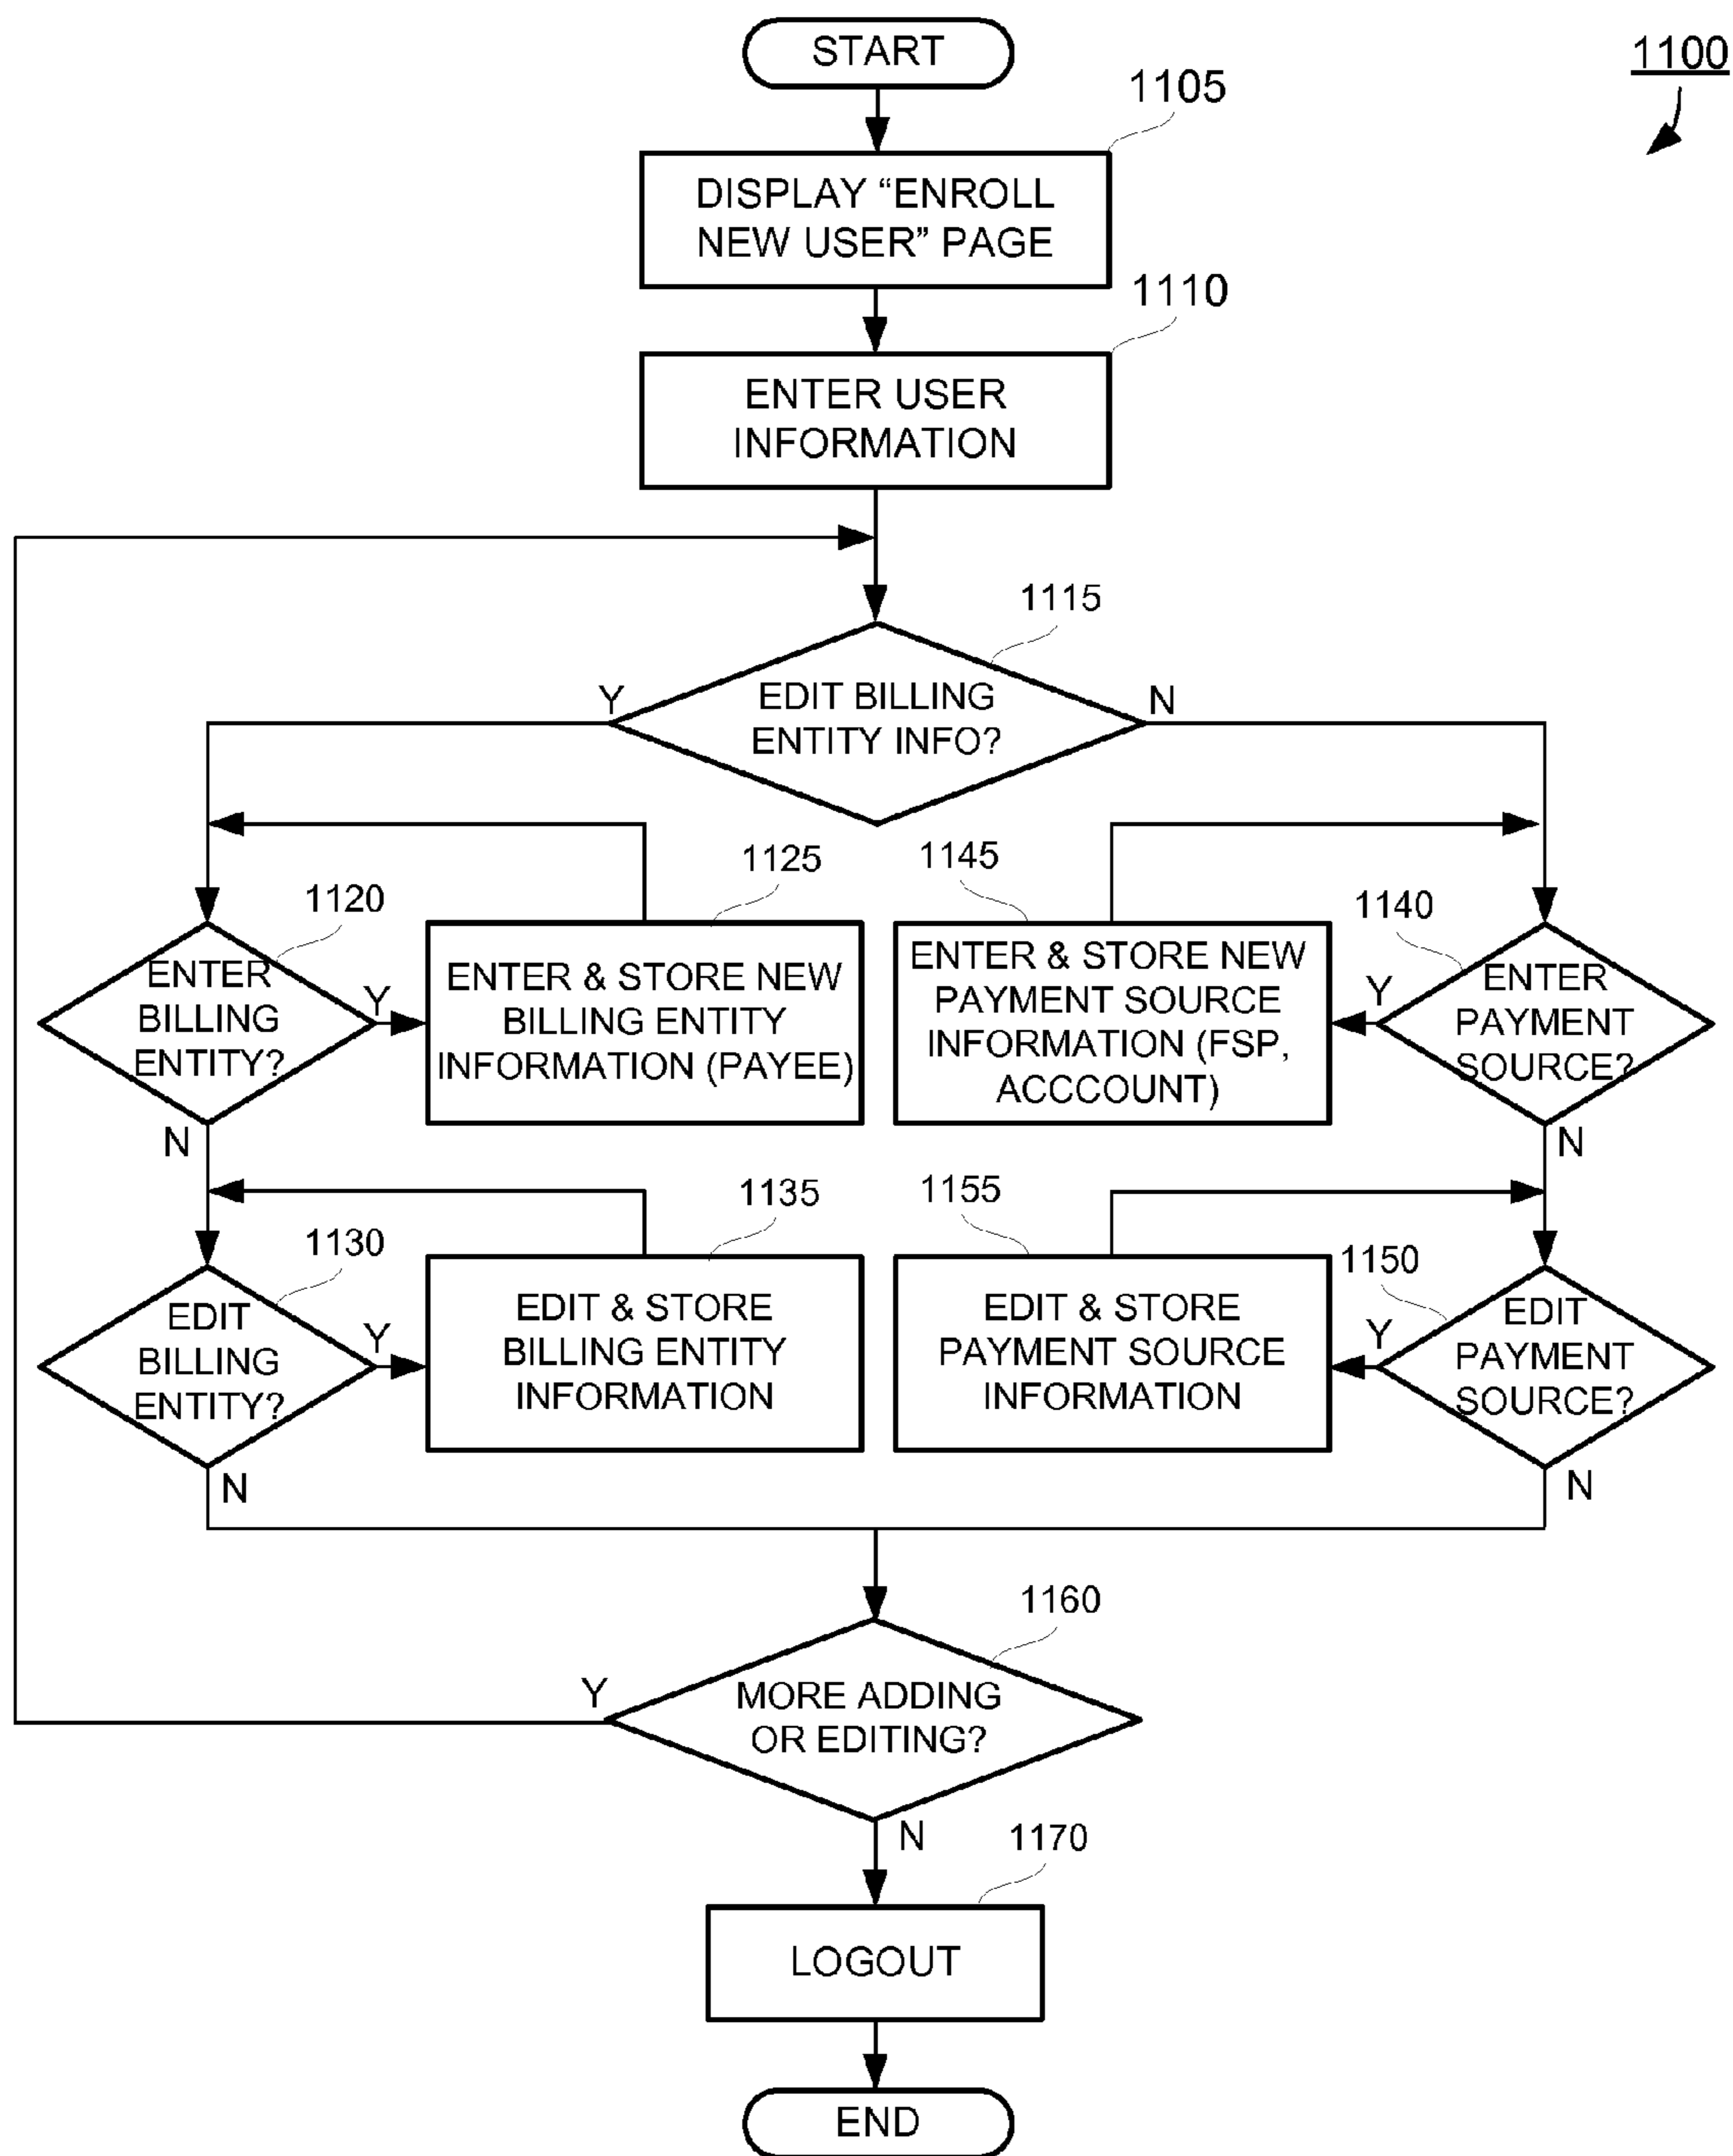 START
1100
1105
DISPLAY “ENROLL
NEW USER” PAGE
1110
ENTER USER
INFORMATION
1115
Y
EDIT BILLING
ENTITY INFO?
N
1120
ENTER
BILLING
ENTITY?
Y
N
1125
ENTER & STORE NEW
BILLING ENTITY
INFORMATION (PAYEE)
1145
ENTER & STORE NEW
PAYMENT SOURCE
INFORMATION (FSP,
ACCCOUNT)
1140
Y
ENTER
PAYMENT
SOURCE?
N
1130
EDIT
BILLING
ENTITY?
Y
N
1135
EDIT & STORE
BILLING ENTITY
INFORMATION
1155
EDIT & STORE
PAYMENT SOURCE
INFORMATION
1150
Y
EDIT
PAYMENT
SOURCE?
N
1160
Y
MORE ADDING
OR EDITING?
N
1170
LOGOUT
END